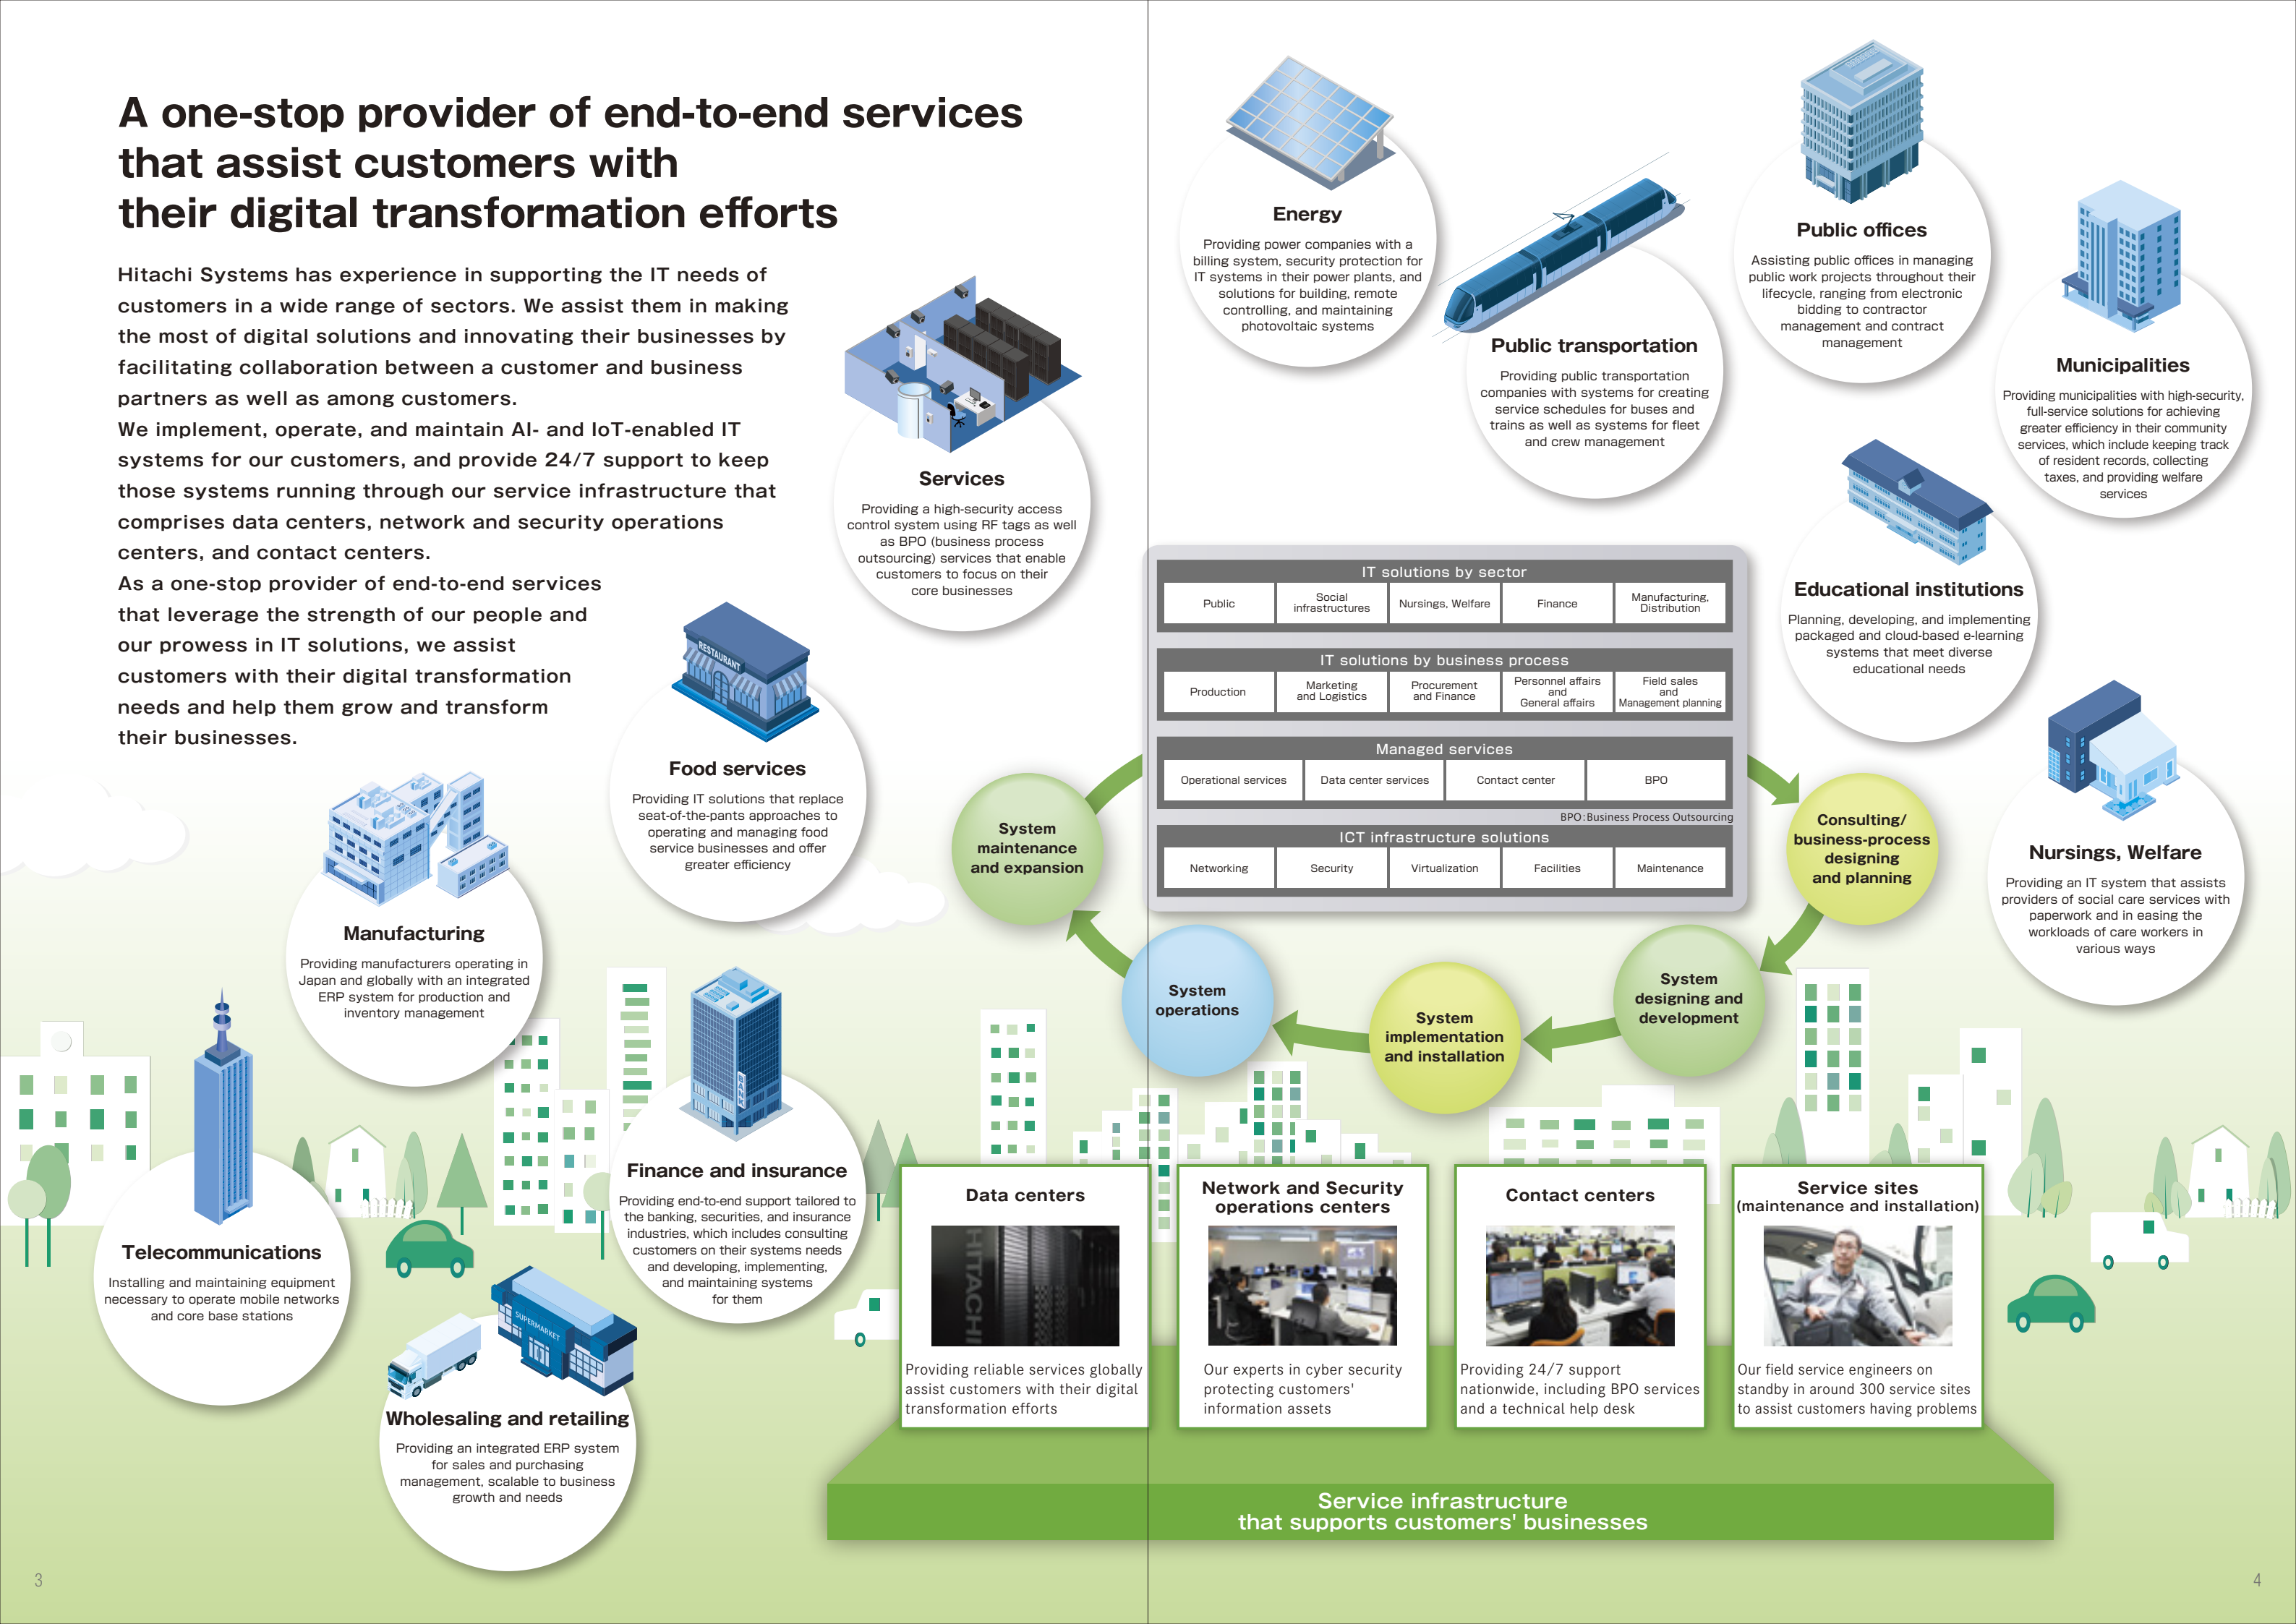 A one-stop provider of end-to-end services
that assist customers with
their digital transformation efforts
Hitachi Systems has experience in supporting the IT needs of
customers in a wide range of sectors. We assist them in making
the most of digital solutions and innovating their businesses by
facilitating collaboration between a customer and business
partners as well as among customers.
We implement, operate, and maintain AI- and IoT-enabled IT
systems for our customers, and provide 24/7 support to keep
those systems running through our service infrastructure that
comprises data centers, network and security operations
centers, and contact centers.
As a one-stop provider of end-to-end services
that leverage the strength of our people and
our prowess in IT solutions, we assist
customers with their digital transformation
needs and help them grow and transform
their businesses.
Services
Providing a high-security access
control system using RF tags as well
as BPO (business process
outsourcing) services that enable
customers to focus on their
core businesses
RESTAURANT
Food services
Providing IT solutions that replace
seat-of-the-pants approaches to
operating and managing food
service businesses and offer
greater efficiency
Manufacturing
Providing manufacturers operating in
Japan and globally with an integrated
ERP system for production and
inventory management
BANK
Finance and insurance
Providing end-to-end support tailored to
the banking, securities, and insurance
industries, which includes consulting
customers on their systems needs
and developing, implementing,
and maintaining systems
for them
Telecommunications
Installing and maintaining equipment
necessary to operate mobile networks
and core base stations
SUPERMARKET
Wholesaling and retailing
Providing an integrated ERP system
for sales and purchasing
management, scalable to business
growth and needs
Energy
Providing power companies with a
billing system, security protection for
IT systems in their power plants, and
solutions for building, remote
controlling, and maintaining
photovoltaic systems
Public transportation
Providing public transportation
companies with systems for creating
service schedules for buses and
trains as well as systems for fleet
and crew management
Public offices
Assisting public offices in managing
public work projects throughout their
lifecycle, ranging from electronic
bidding to contractor
management and contract
management
Municipalities
Providing municipalities with high-security,
full-service solutions for achieving
greater efficiency in their community
services, which include keeping track
of resident records, collecting
taxes, and providing welfare
services
Educational institutions
Planning, developing, and implementing
packaged and cloud-based e-learning
systems that meet diverse
educational needs
Nursings, Welfare
Providing an IT system that assists
providers of social care services with
paperwork and in easing the
workloads of care workers in
various ways
IT solutions by sector
Public
Social
infrastructures
Nursings, Welfare
Finance
Manufacturing,
Distribution
IT solutions by business process
Production
Marketing
and Logistics
Procurement
and Finance
Personnel affairs
and
General affairs
Field sales
and
Management planning
Managed services
Operational services
Data center services
Contact center
BPO
BPO:Business Process Outsourcing
ICT infrastructure solutions
Networking
Security
Virtualization
Facilities
Maintenance
Consulting/
business-process
designing
and planning
System
designing and
development
System
implementation
and installation
System
operations
System
maintenance
and expansion
Data centers
HITACHI
Providing reliable services globally
assist customers with their digital
transformation efforts
Network and Security
operations centers
Our experts in cyber security
protecting customers'
information assets
Contact centers
Providing 24/7 support
nationwide, including BPO services
and a technical help desk
Service sites
(maintenance and installation)
Our field service engineers on
standby in around 300 service sites
to assist customers having problems
Service infrastructure
that supports customers' businesses
3
4